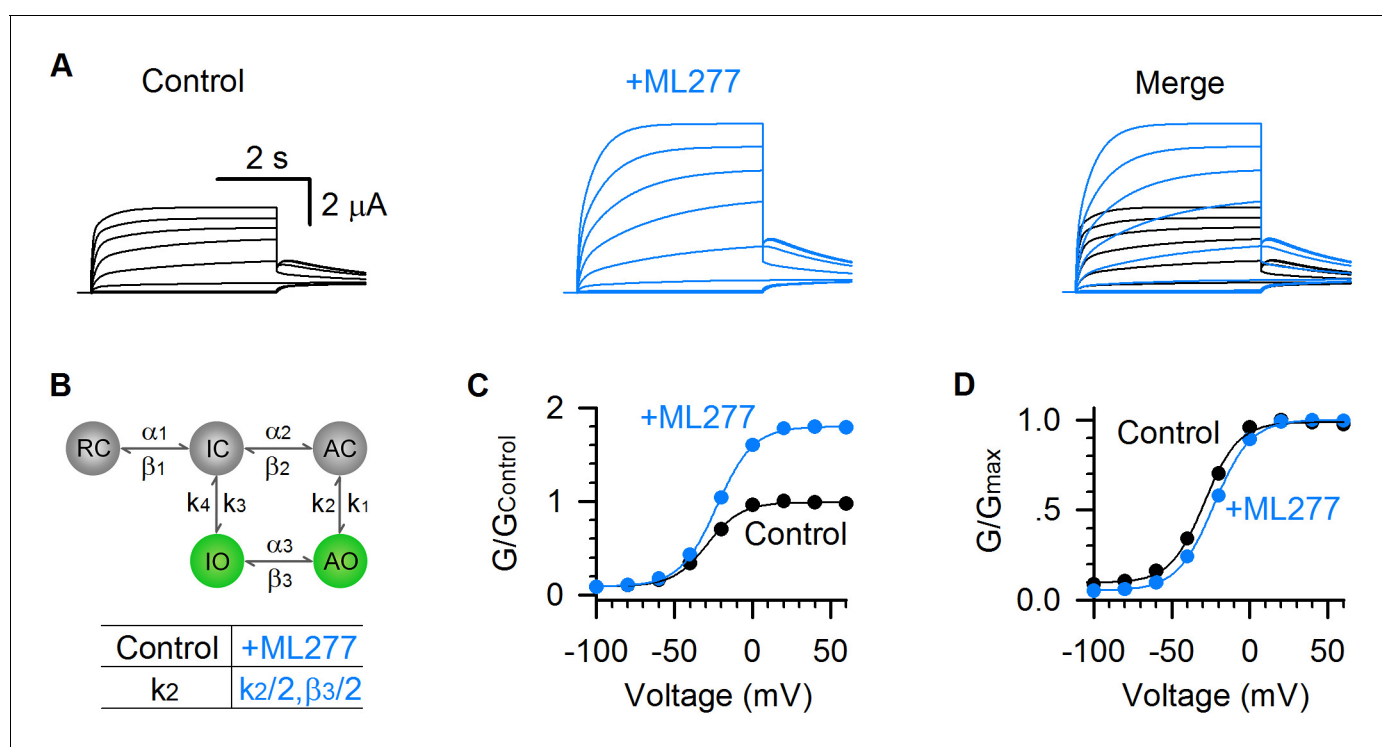 A
Control
+ML277
Merge
2 s
2 μA
B
RC
α1
β1
IC
α2
β2
AC
k4
k3
k2
k1
IO
α3
β3
AO
Control
+ML277
k2
k2/2,β3/2
C
G/GControl
2
1
0
+ML277
Control
-100
-50
0
50
Voltage (mV)
D
G/Gmax
1.0
.5
0.0
Control
+ML277
-100
-50
0
50
Voltage (mV)